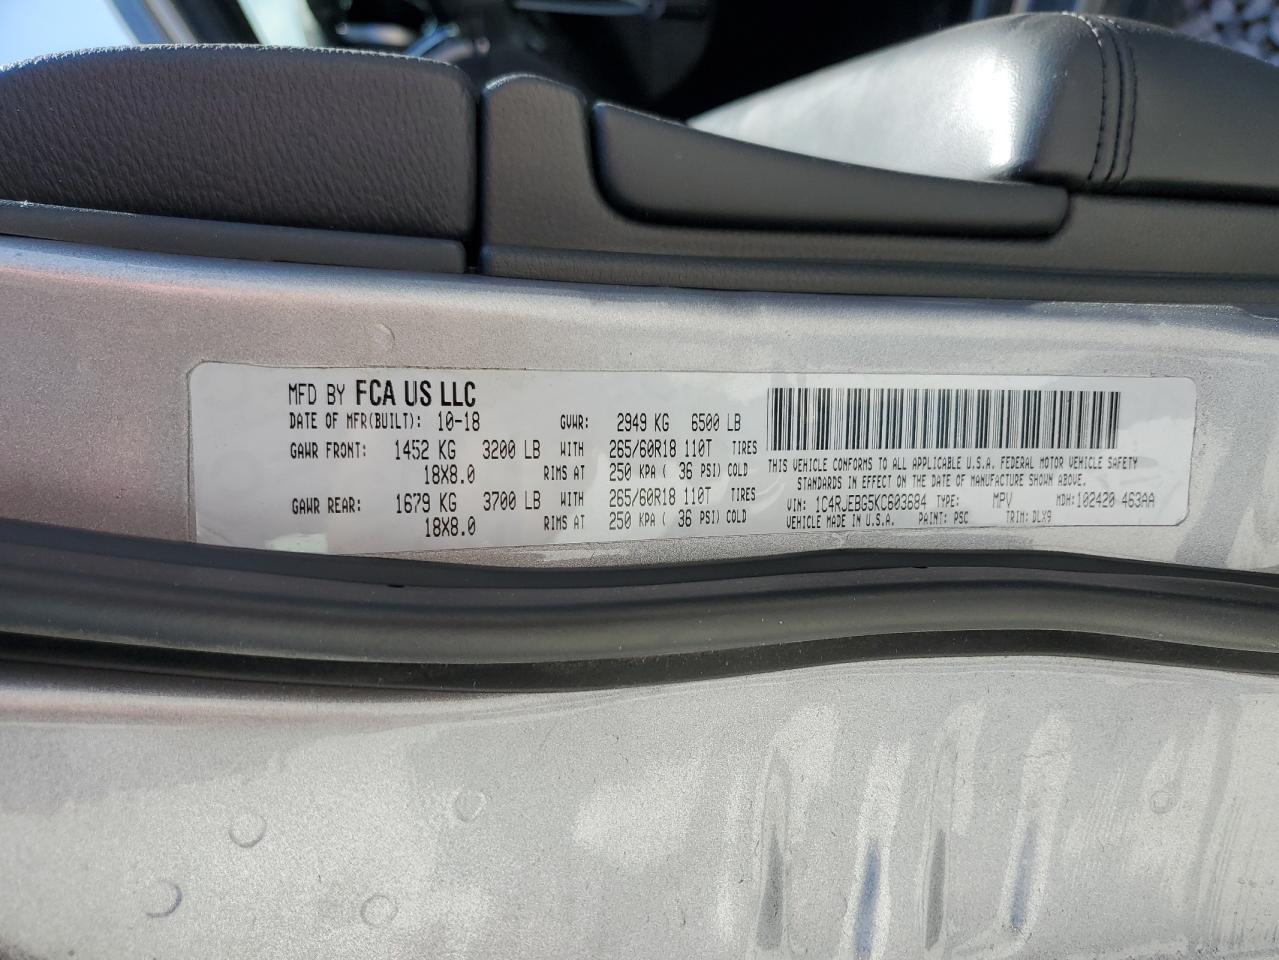 MFD BY FCA US LLC
DATE OF MFR(BUILT): 10-18 GVWR: 2949 KG 6500 LB
GAWR FRONT: 1452 KG 3200 LB WITH 265/60R18 110T TIRES
18X8.0 RIMS AT 250 KPA ( 36 PSI) COLD
GAWR REAR: 1679 KG 3700 LB WITH 265/60R18 110T TIRES
18X8.0 RIMS AT 250 KPA ( 36 PSI) COLD
THIS VEHICLE CONFORMS TO ALL APPLICABLE U.S.A. FEDERAL MOTOR VEHICLE SAFETY
STANDARDS IN EFFECT ON THE DATE OF MANUFACTURE SHOWN ABOVE.
VIN: 1C4RJEBG5KC603684 TYPE: MPV MDH: 102420 463AA
VEHICLE MADE IN U.S.A. PAINT: PSC TRIM: DLX9